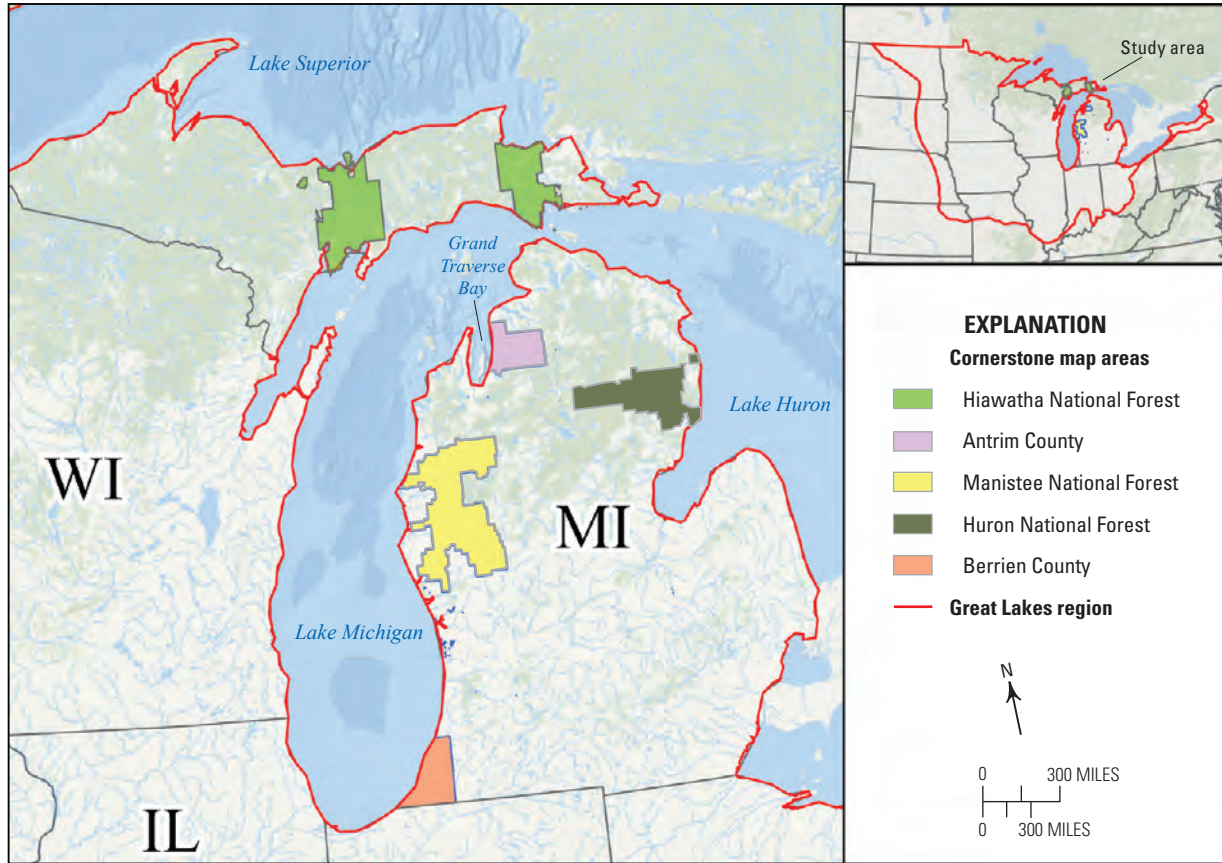 Lake Superior
Grand
Traverse
Bay
Lake Huron
WI
MI
Lake Michigan
IL
Study area
EXPLANATION
Cornerstone map areas
Hiawatha National Forest
Antrim County
Manistee National Forest
Huron National Forest
Berrien County
Great Lakes region
N
0 300 MILES
0 300 MILES